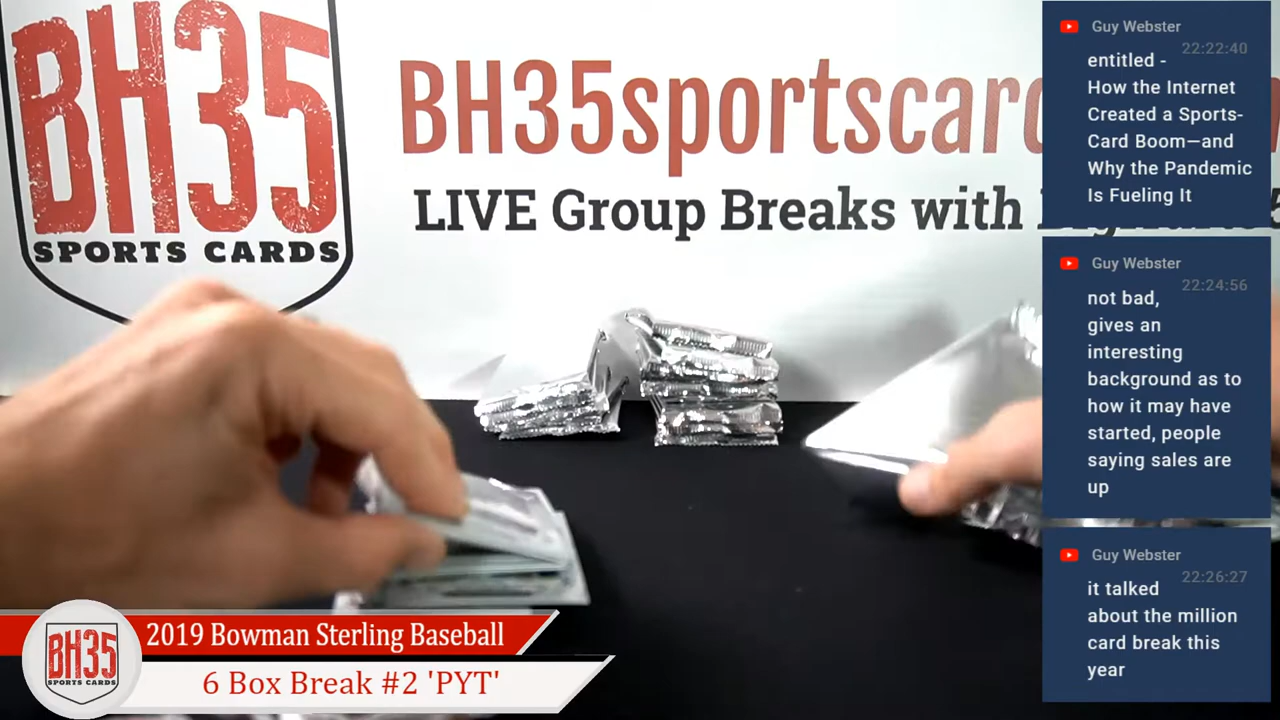 BH35
SPORTS CARDS
BH35sportscard
LIVE Group Breaks with
Guy Webster
22:22:40
entitled -
How the Internet
Created a Sports-
Card Boom—and
Why the Pandemic
Is Fueling It
Guy Webster
22:24:56
not bad,
gives an
interesting
background as to
how it may have
started, people
saying sales are
up
Guy Webster
22:26:27
it talked
about the million
card break this
year
BH35
SPORTS CARDS
2019 Bowman Sterling Baseball
6 Box Break #2 'PYT'